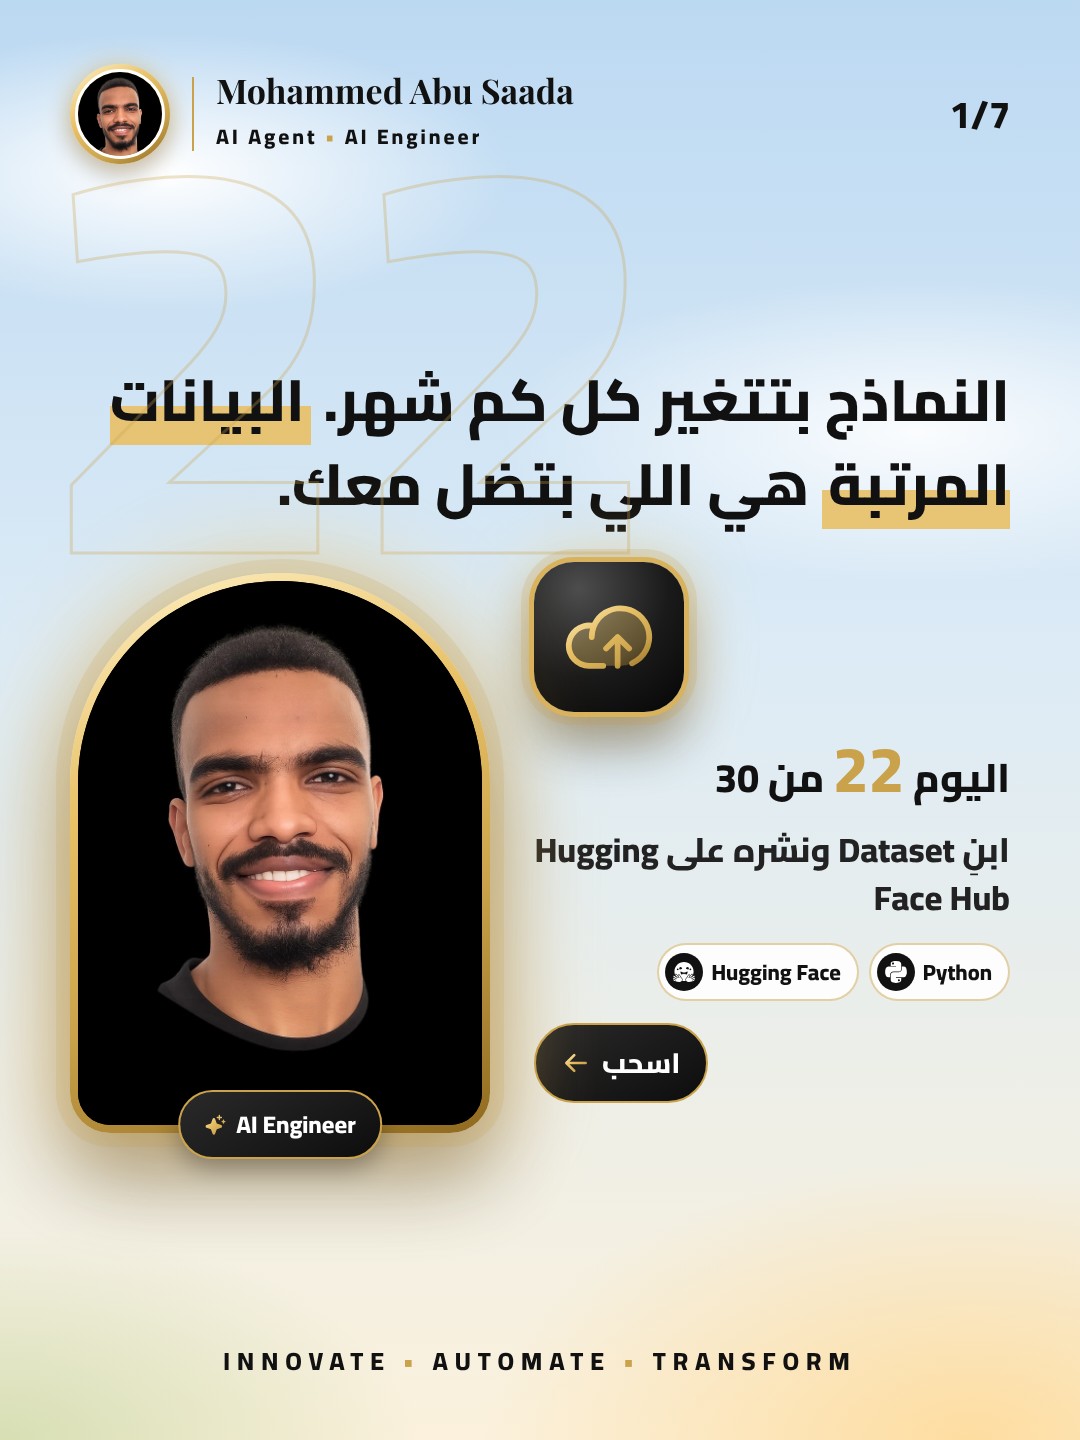 Mohammed Abu Saada
AI Agent ▪ AI Engineer
1/7
22
النماذج بتتغير كل كم شهر. البيانات
المرتبة هي اللي بتضل معك.
اليوم 22 من 30
ابنِ Dataset ونشره على Hugging
Face Hub
Python
Hugging Face
اسحب ←
AI Engineer
INNOVATE ▪ AUTOMATE ▪ TRANSFORM